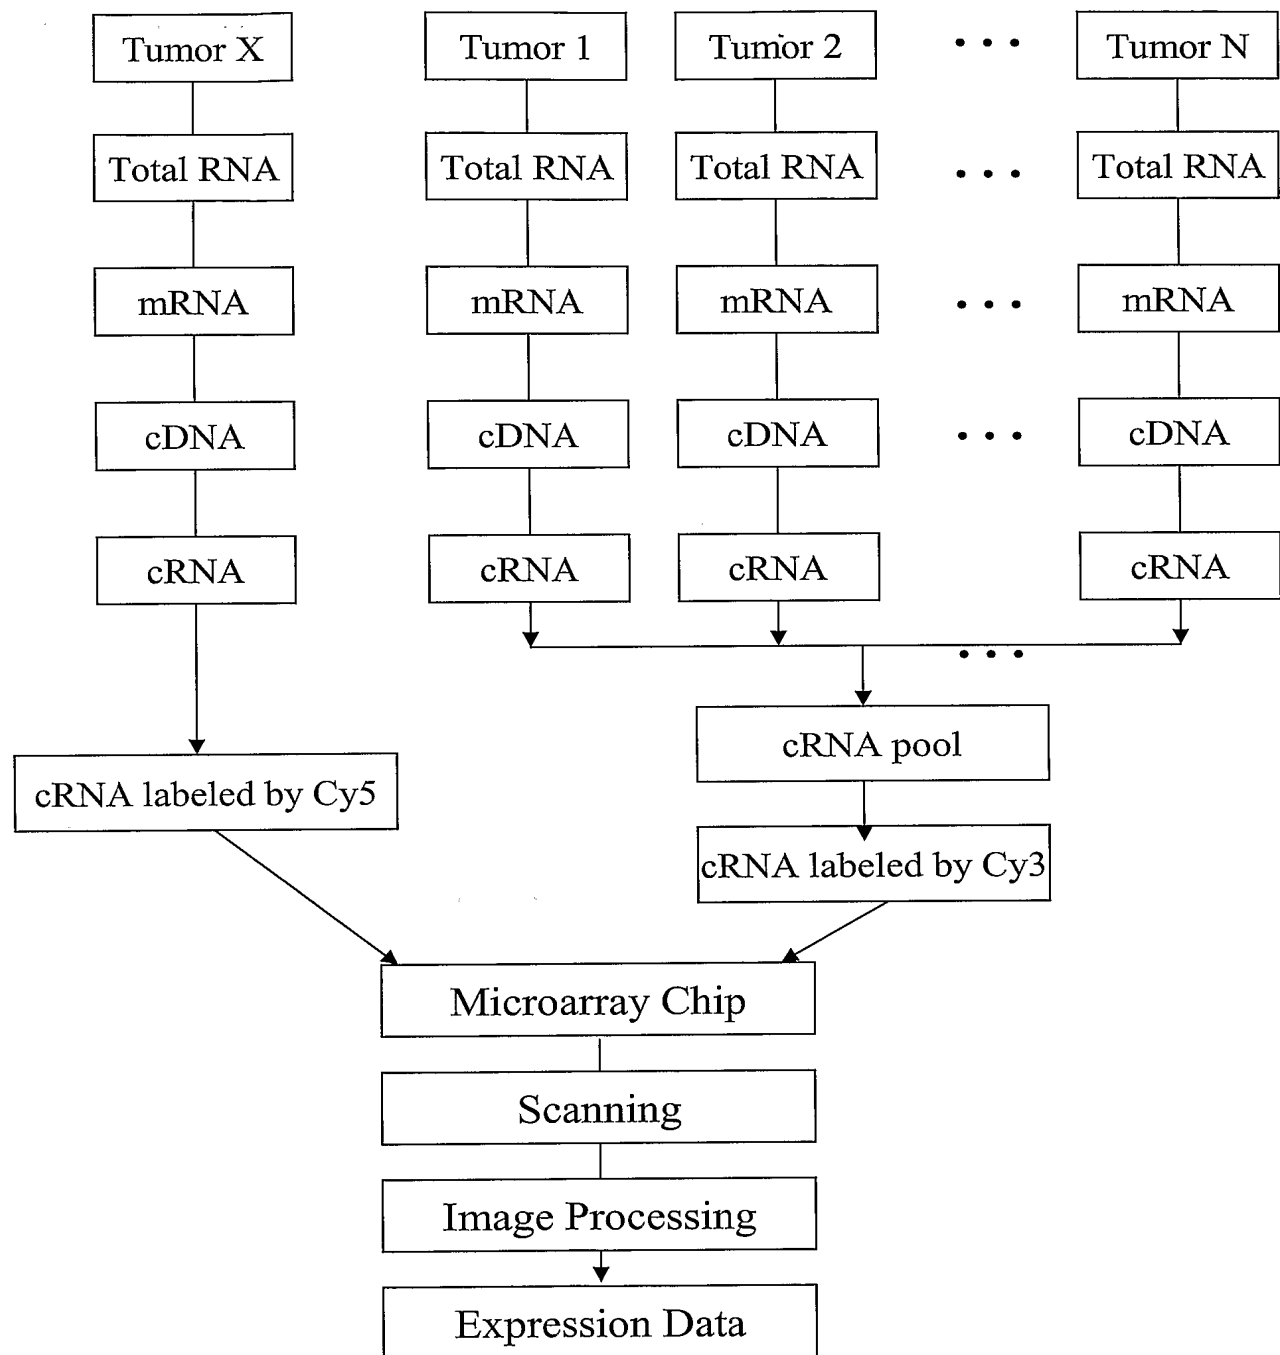 Tumor X Tumor 1 Tumor 2 • • • Tumor N
Total RNA Total RNA Total RNA • • • Total RNA
mRNA mRNA mRNA • • • mRNA
cDNA cDNA cDNA • • • cDNA
cRNA cRNA cRNA cRNA
• • •
cRNA pool
cRNA labeled by Cy5
cRNA labeled by Cy3
Microarray Chip
Scanning
Image Processing
Expression Data